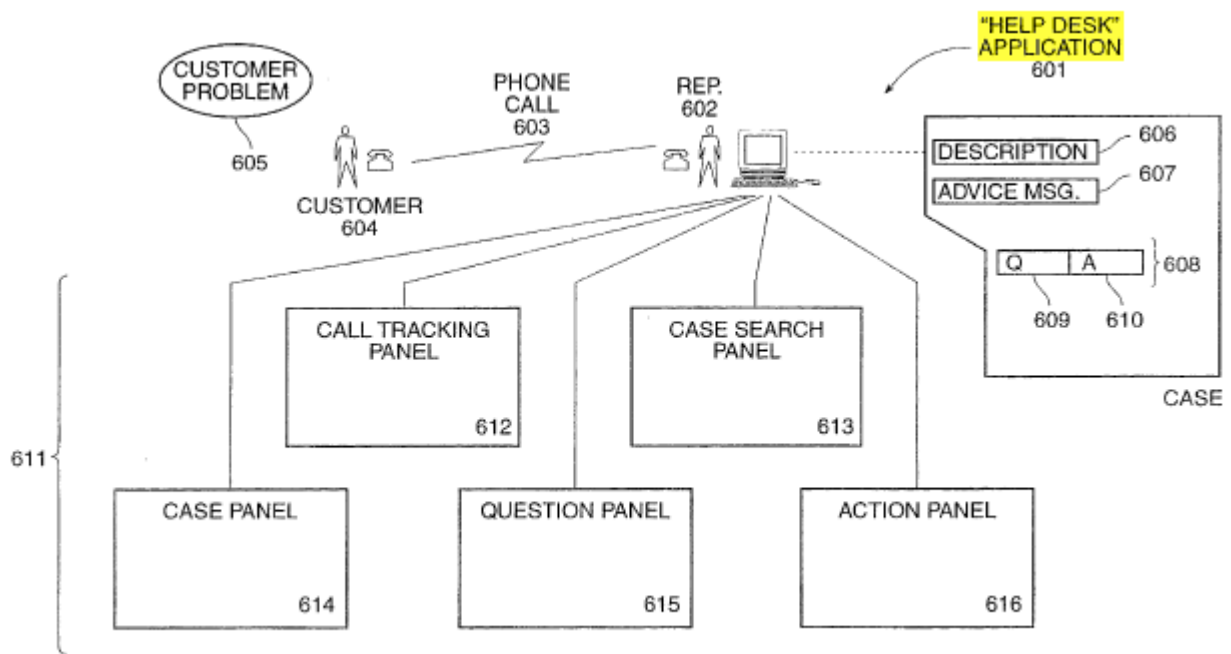 "HELP DESK"
APPLICATION
601
CUSTOMER
PROBLEM
605
PHONE
CALL
603
REP.
602
CUSTOMER
604
DESCRIPTION
606
ADVICE MSG.
607
Q A
608
609
610
CASE
611
CALL TRACKING
PANEL
612
CASE SEARCH
PANEL
613
CASE PANEL
614
QUESTION PANEL
615
ACTION PANEL
616